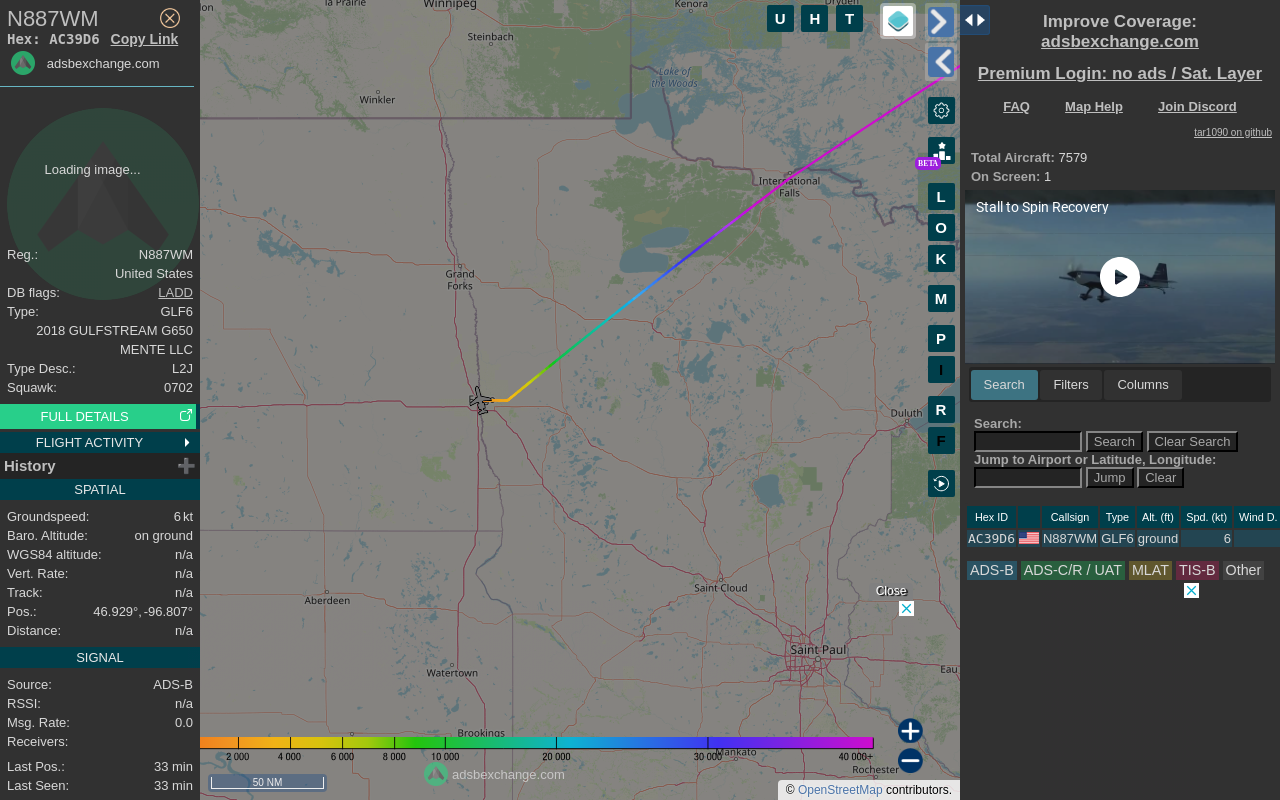 N887WM
Hex: AC39D6 Copy Link
adsbexchange.com
Loading image...
Reg.: N887WM
United States
DB flags: LADD
Type: GLF6
2018 GULFSTREAM G650
MENTE LLC
Type Desc.: L2J
Squawk: 0702
FULL DETAILS
FLIGHT ACTIVITY
History
SPATIAL
Groundspeed: 6 kt
Baro. Altitude: on ground
WGS84 altitude: n/a
Vert. Rate: n/a
Track: n/a
Pos.: 46.929°, -96.807°
Distance: n/a
SIGNAL
Source: ADS-B
RSSI: n/a
Msg. Rate: 0.0
Receivers:
Last Pos.: 33 min
Last Seen: 33 min
la Prairie
Winnipeg
Kenora
Dryden
Steinbach
Lake of
the Woods
Winkler
International
Falls
Grand
Forks
Duluth
Saint Cloud
Aberdeen
Saint Paul
Watertown
Eau
Brookings
Mankato
Rochester
U H T
BETA
L
O
K
M
P
I
R
F
Close
2 000 4 000 6 000 8 000 10 000 20 000 30 000 40 000+
adsbexchange.com
50 NM
© OpenStreetMap contributors.
Improve Coverage:
adsbexchange.com
Premium Login: no ads / Sat. Layer
FAQ Map Help Join Discord
tar1090 on github
Total Aircraft: 7579
On Screen: 1
Stall to Spin Recovery
Search Filters Columns
Search:
Search Clear Search
Jump to Airport or Latitude, Longitude:
Jump Clear
Hex ID Callsign Type Alt. (ft) Spd. (kt) Wind D.
AC39D6 N887WM GLF6 ground 6
ADS-B ADS-C/R / UAT MLAT TIS-B Other